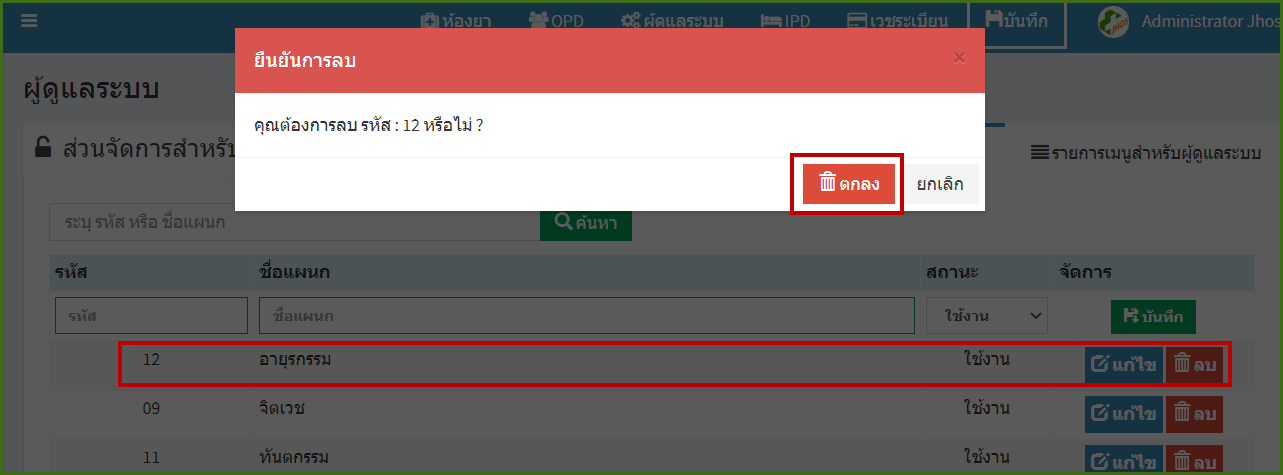 ห้องยา OPD ผู้ดูแลระบบ IPD เวชระเบียน บันทึก Administrator Jhos
ยืนยันการลบ ×
ผู้ดูแลระบบ
คุณต้องการลบ รหัส : 12 หรือไม่ ?
ส่วนจัดการสำหรับ รายการเมนูสำหรับผู้ดูแลระบบ
ตกลง ยกเลิก
ระบุ รหัส หรือ ชื่อแผนก ค้นหา
รหัส ชื่อแผนก สถานะ จัดการ
รหัส ชื่อแผนก ใช้งาน บันทึก
12 อายุรกรรม ใช้งาน แก้ไข ลบ
09 จิตเวช ใช้งาน แก้ไข ลบ
11 ทันตกรรม ใช้งาน แก้ไข ลบ